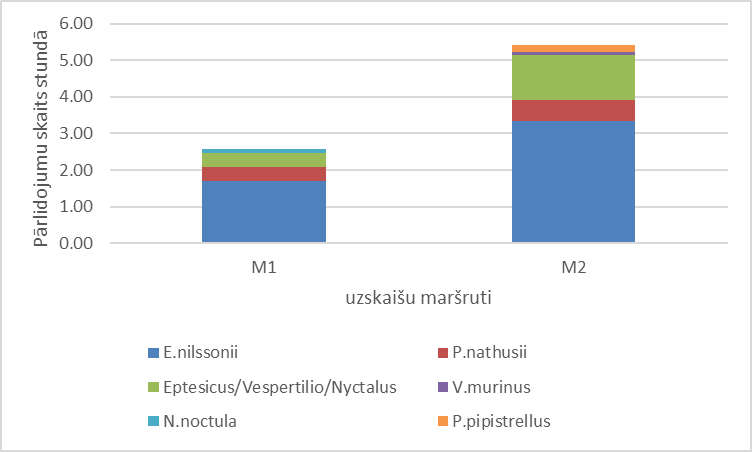 6.00
5.00
4.00
3.00
2.00
1.00
0.00
Pārlidojumu skaits stundā
M1 M2
uzskaišu maršruti
E.nilssonii P.nathusii
Eptesicus/Vespertilio/Nyctalus V.murinus
N.noctula P.pipistrellus